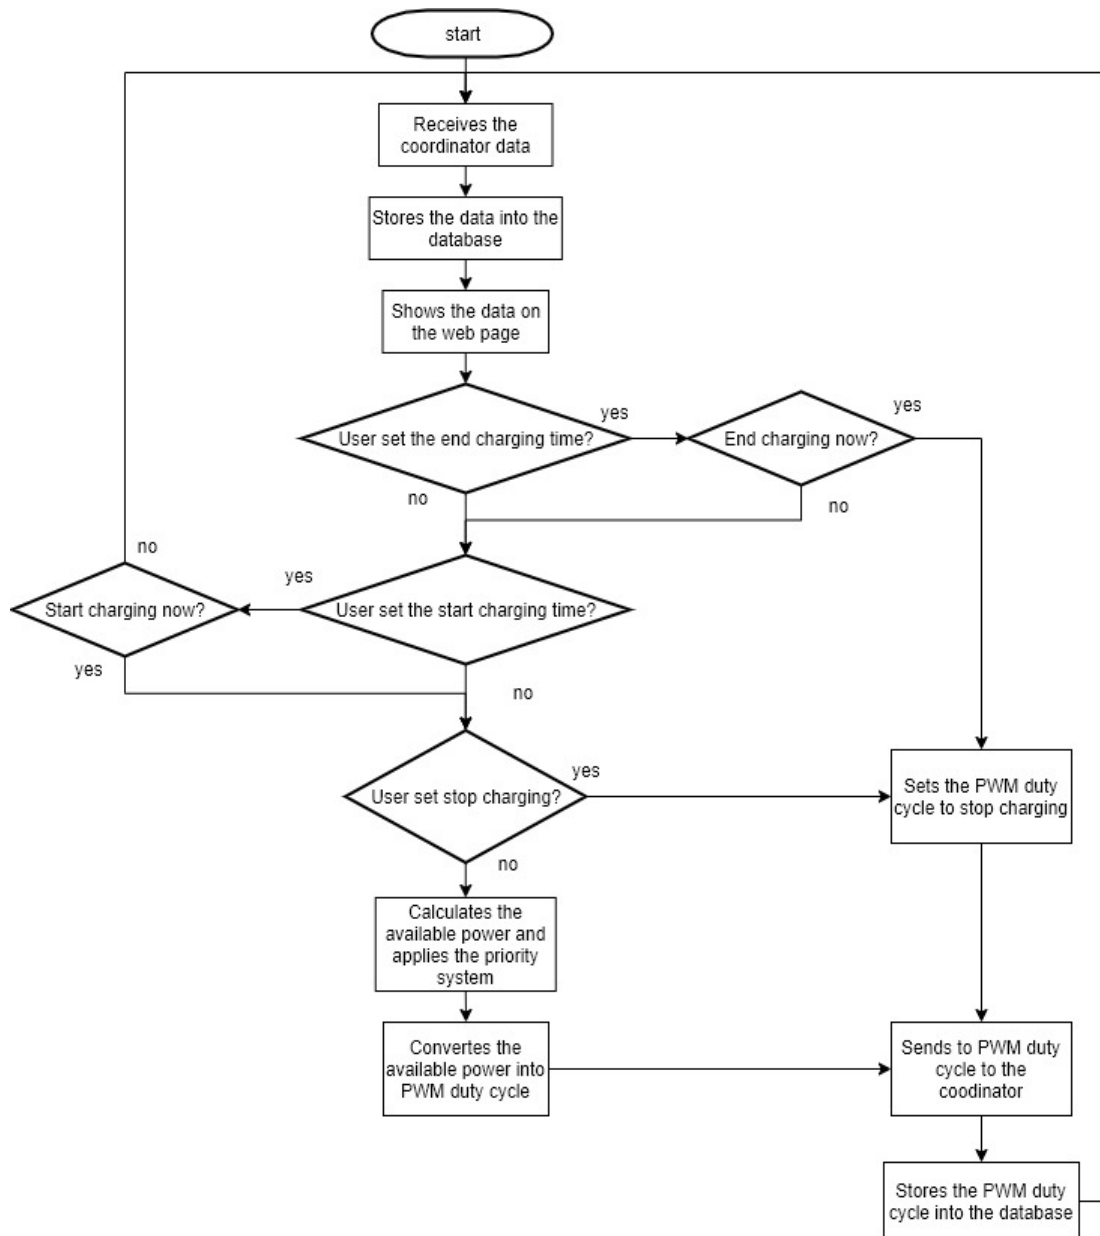 start
Receives the
coordinator data
Stores the data into the
database
Shows the data on
the web page
User set the end charging time?
yes
End charging now?
yes
no
no
no
Start charging now?
yes
User set the start charging time?
yes
no
User set stop charging?
yes
Sets the PWM duty
cycle to stop charging
no
Calculates the
available power and
applies the priority
system
Convertes the
available power into
PWM duty cycle
Sends to PWM duty
cycle to the
coodinator
Stores the PWM duty
cycle into the database